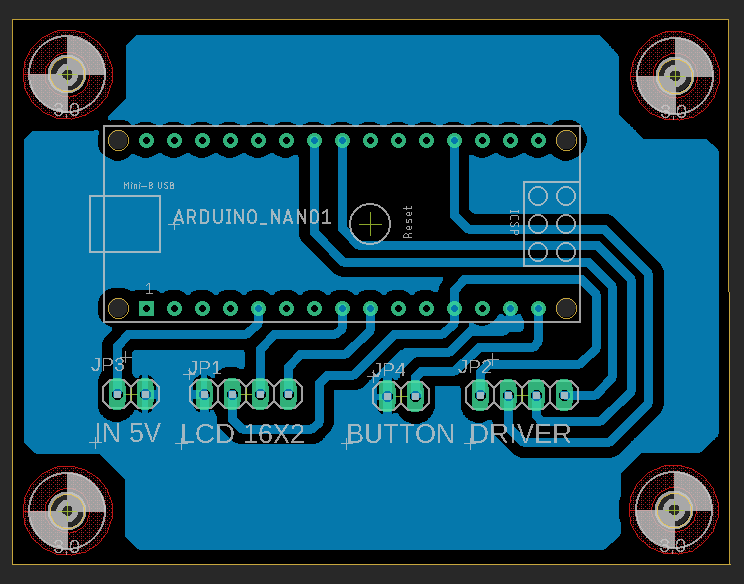 3.0
3.0
Mini-B USB
ARDUINO_NANO1
Reset
ICSP
1
JP3
JP1
JP4
JP2
IN 5V
LCD 16X2
BUTTON
DRIVER
3.0
3.0